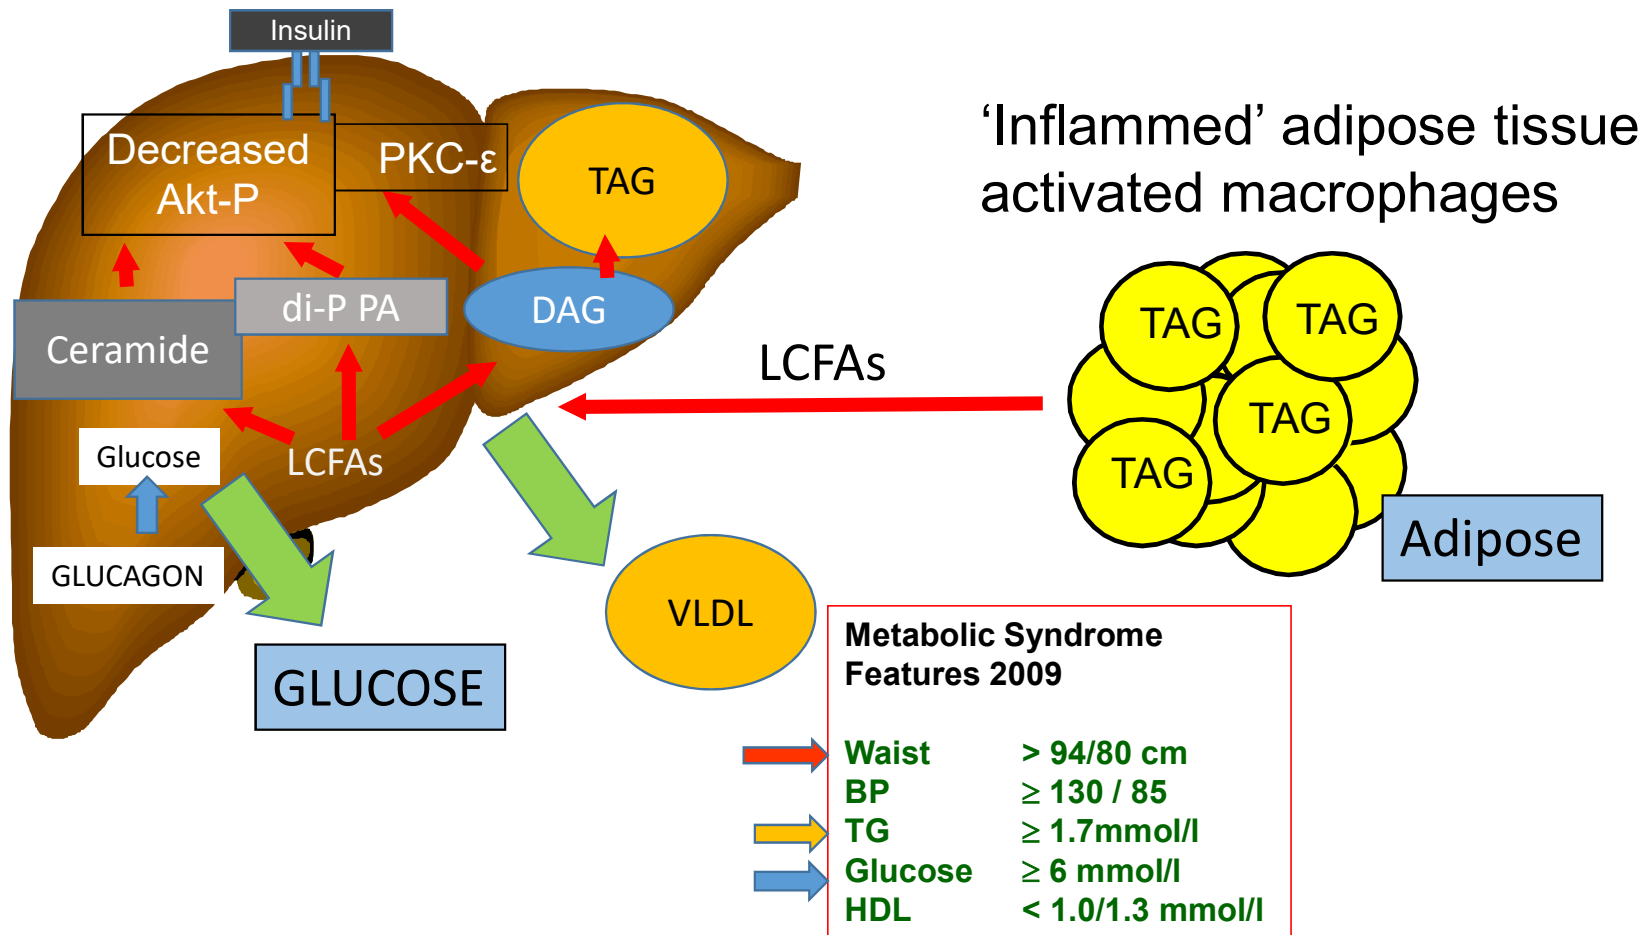 Insulin
Decreased
Akt-P
PKC-ε
TAG
di-P PA
DAG
Ceramide
LCFAs
Glucose
GLUCAGON
GLUCOSE
VLDL
LCFAs
‘Inflammed’ adipose tissue
activated macrophages
TAG
TAG
TAG
TAG
Adipose
Metabolic Syndrome
Features 2009
Waist > 94/80 cm
BP ≥ 130 / 85
TG ≥ 1.7mmol/l
Glucose ≥ 6 mmol/l
HDL < 1.0/1.3 mmol/l